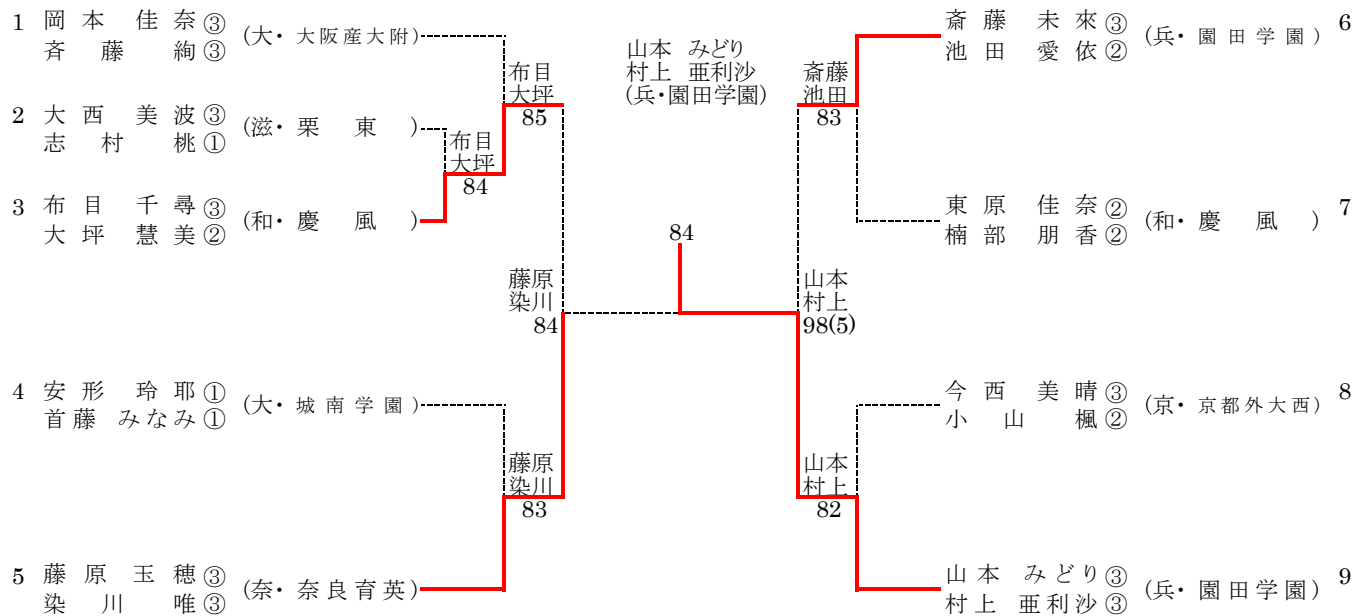 1 岡本 佳奈③ (大・大阪産大附)
斉藤 絢③
2 大西 美波③ (滋・栗東)
志村 桃①
3 布目 千尋③ (和・慶風)
大坪 慧美②
4 安形 玲耶① (大・城南学園)
首藤 みなみ①
5 藤原 玉穂③ (奈・奈良育英)
染川 唯③
布目
大坪
84
布目
大坪
85
藤原
染川
83
藤原
染川
84
山本 みどり
村上 亜利沙
(兵・園田学園)
84
斎藤
池田
83
山本
村上
98(5)
山本
村上
82
斎藤 未來③ (兵・園田学園) 6
池田 愛依②
東原 佳奈② (和・慶風) 7
楠部 朋香②
今西 美晴③ (京・京都外大西) 8
小山 楓②
山本 みどり③ (兵・園田学園) 9
村上 亜利沙③